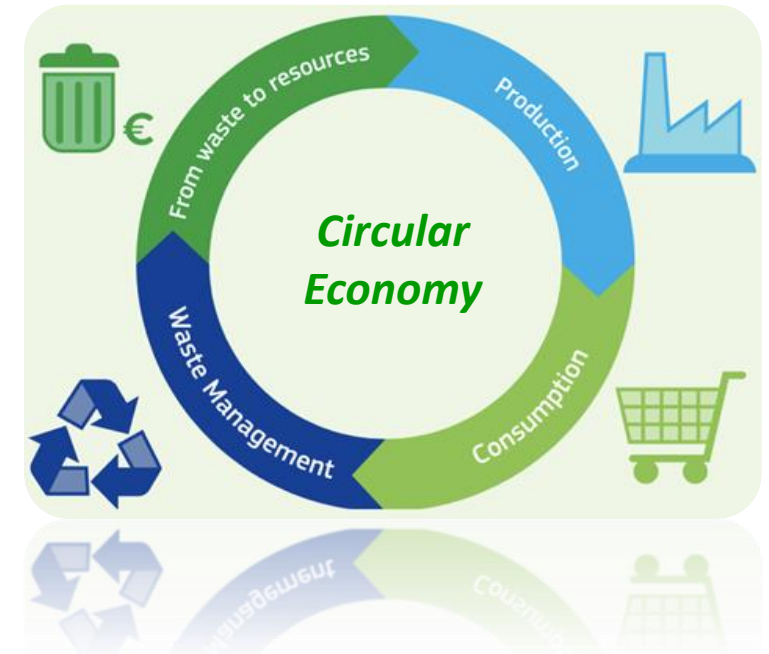 From waste to resources
€
Production
Circular
Economy
Waste Management
Consumption